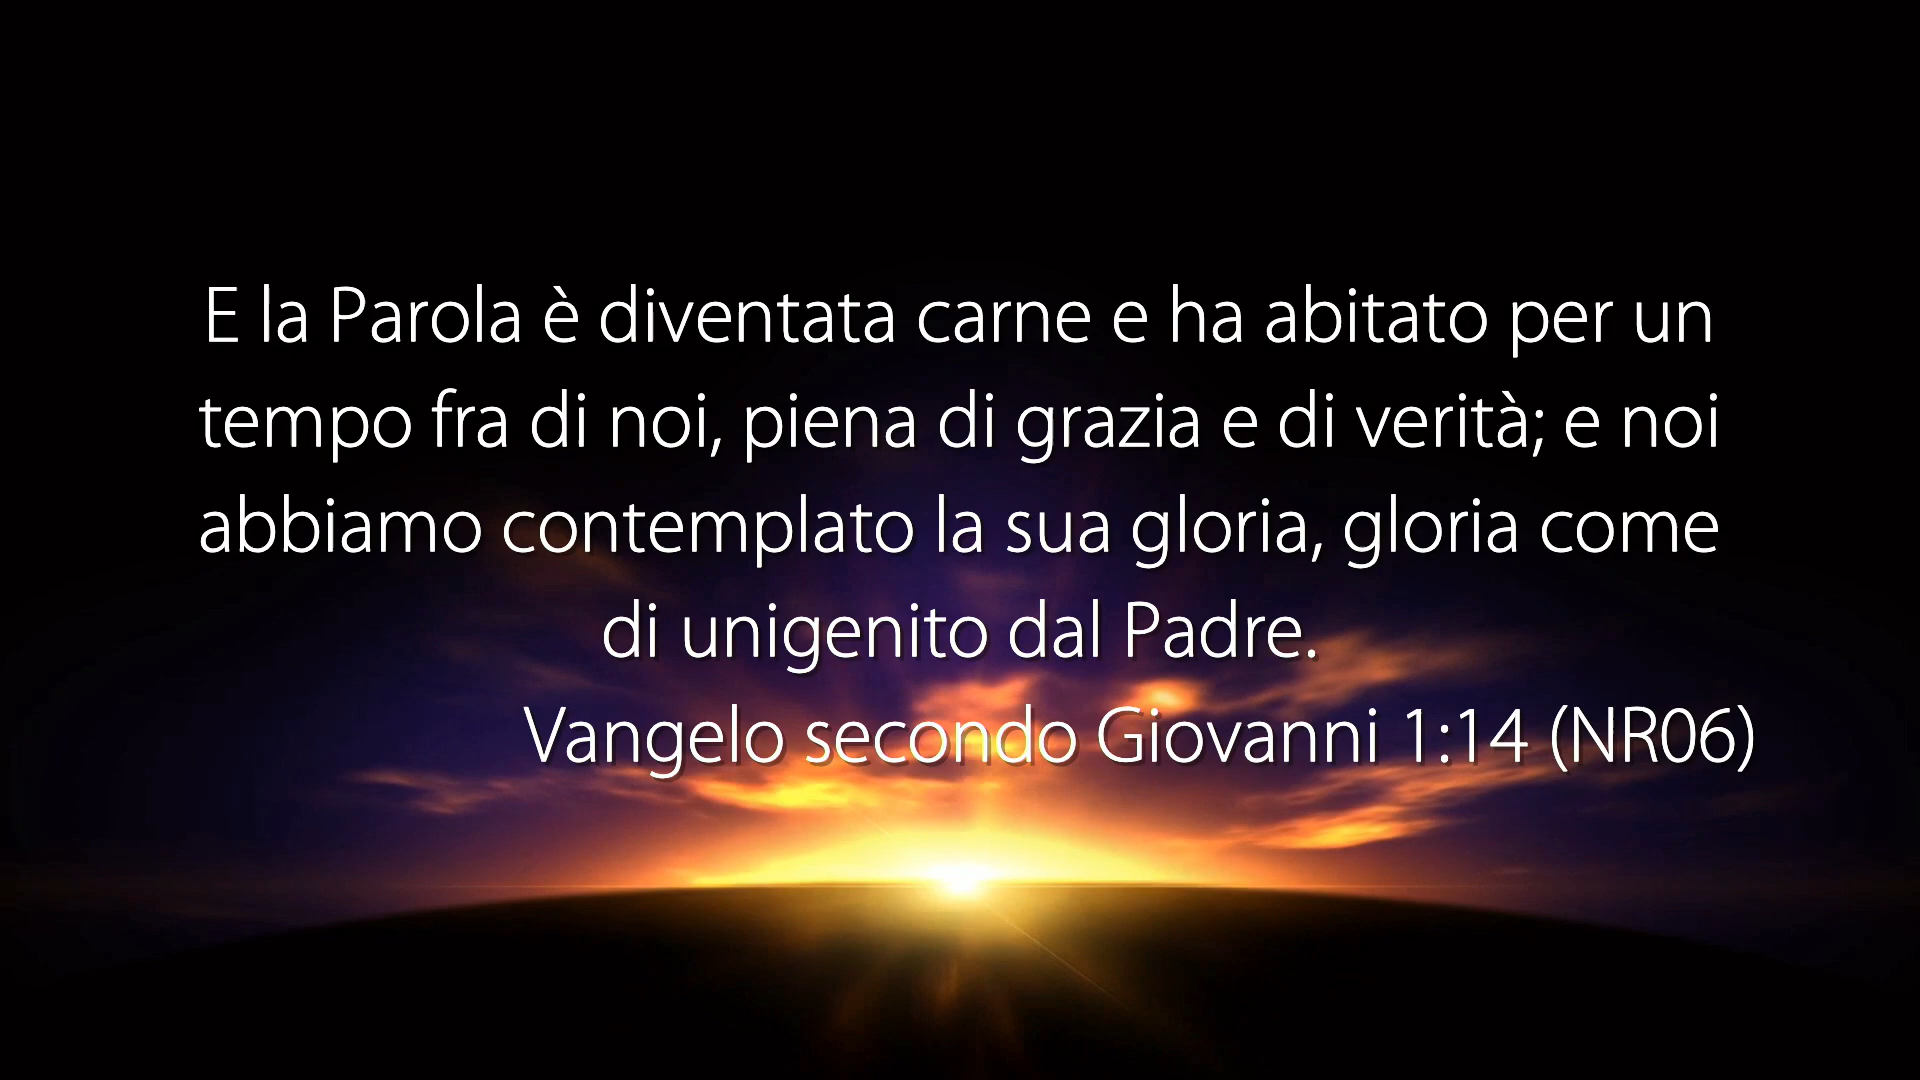 E la Parola è diventata carne e ha abitato per un
tempo fra di noi, piena di grazia e di verità; e noi
abbiamo contemplato la sua gloria, gloria come
di unigenito dal Padre.
Vangelo secondo Giovanni 1:14 (NR06)